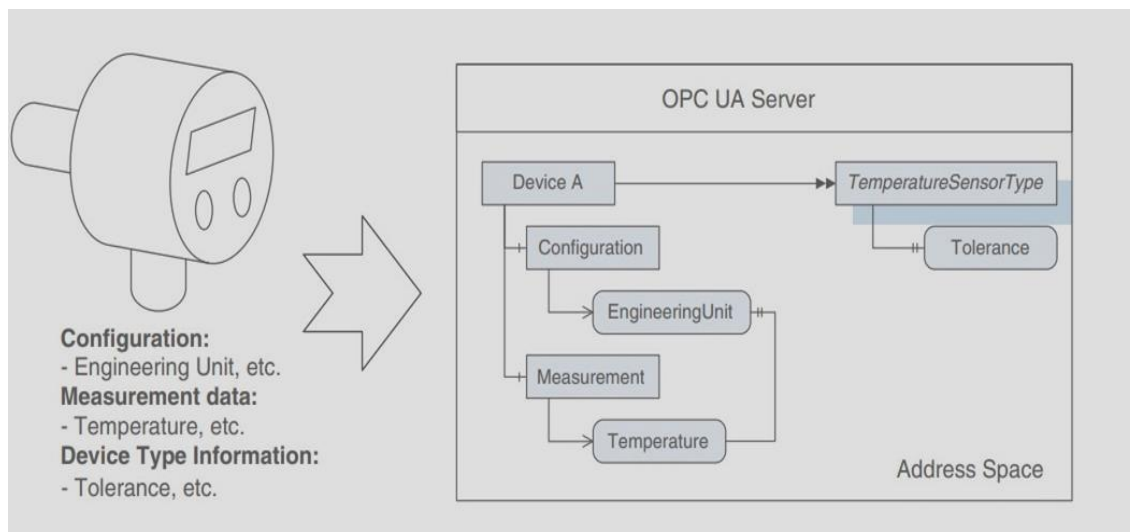 Configuration:
- Engineering Unit, etc.
Measurement data:
- Temperature, etc.
Device Type Information:
- Tolerance, etc.
OPC UA Server
Device A
TemperatureSensorType
Configuration
Tolerance
EngineeringUnit
Measurement
Temperature
Address Space